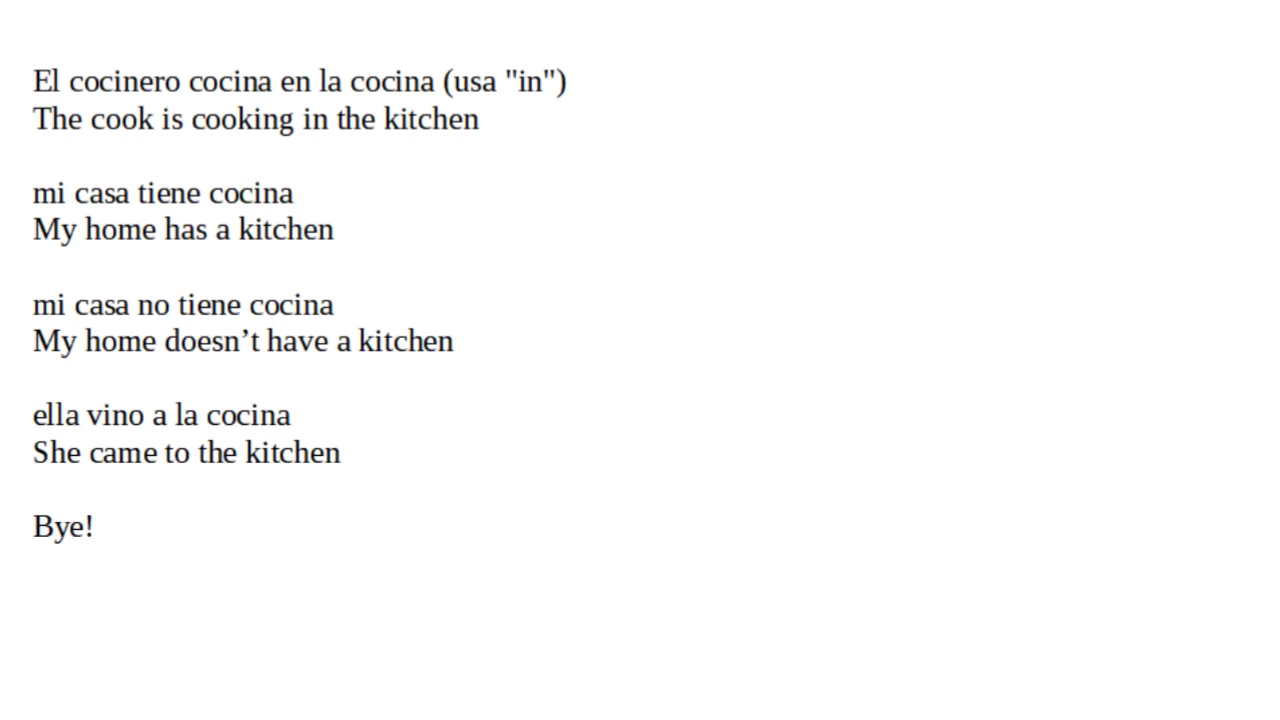 El cocinero cocina en la cocina (usa "in")
The cook is cooking in the kitchen
mi casa tiene cocina
My home has a kitchen
mi casa no tiene cocina
My home doesn’t have a kitchen
ella vino a la cocina
She came to the kitchen
Bye!